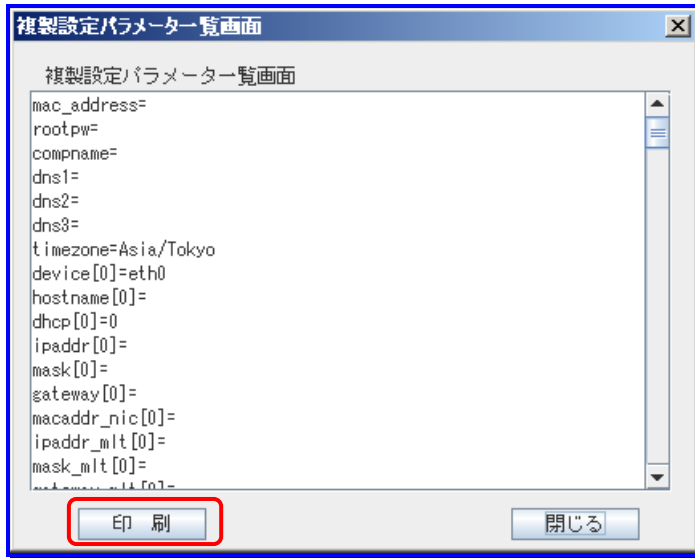 複製設定パラメーター覧画面
複製設定パラメーター覧画面
mac_address=
rootpw=
compname=
dns1=
dns2=
dns3=
timezone=Asia/Tokyo
device[0]=eth0
hostname[0]=
dhcp[0]=0
ipaddr[0]=
mask[0]=
gateway[0]=
macaddr_nic[0]=
ipaddr_mlt[0]=
mask_mlt[0]=
印 刷 閉じる